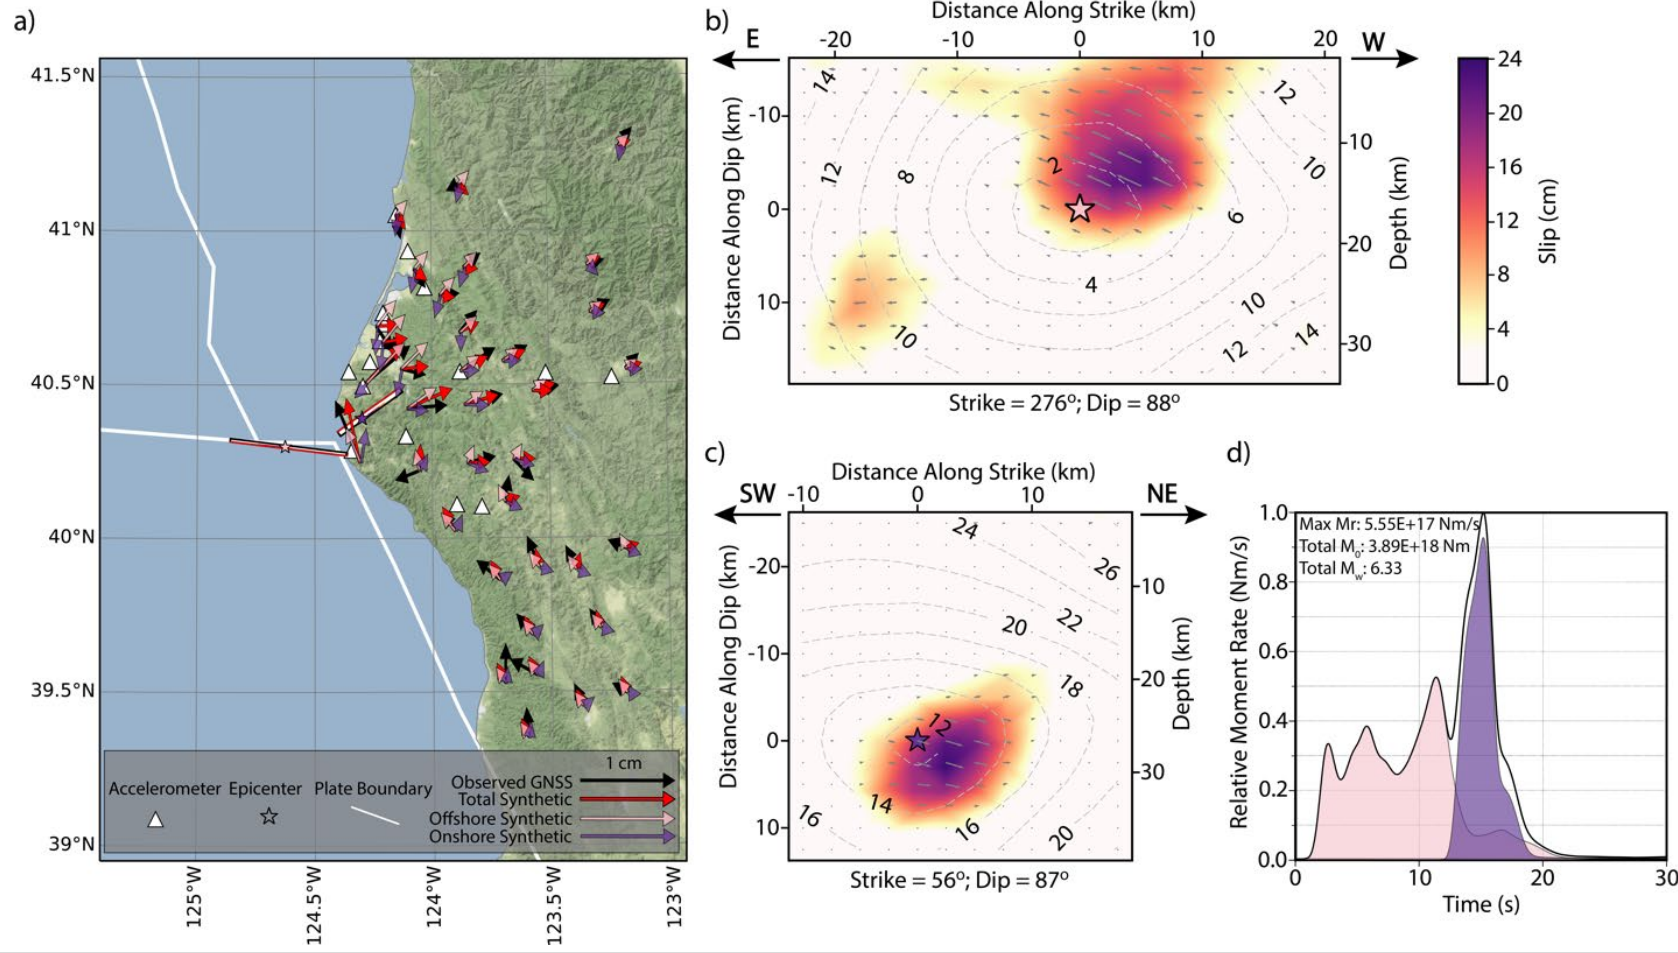 a)
41.5°N
41°N
40.5°N
40°N
39.5°N
39°N
125°W
124.5°W
124°W
123.5°W
123°W
Accelerometer
Epicenter
Plate Boundary
1 cm
Observed GNSS
Total Synthetic
Offshore Synthetic
Onshore Synthetic
b)
Distance Along Strike (km)
E
-20
-10
0
10
20
W
Distance Along Dip (km)
-10
0
10
14
12
8
2
4
6
10
12
10
10
12
14
10
20
30
Depth (km)
Strike = 276°; Dip = 88°
24
20
16
12
8
4
0
Slip (cm)
c)
Distance Along Strike (km)
SW
-10
0
10
NE
Distance Along Dip (km)
-20
-10
0
10
24
26
22
20
18
12
14
16
16
20
-10
-20
-30
Depth (km)
Strike = 56°; Dip = 87°
d)
Max Mr: 5.55E+17 Nm/s
Total M0: 3.89E+18 Nm
Total Mw: 6.33
Relative Moment Rate (Nm/s)
1.0
0.8
0.6
0.4
0.2
0.0
0
10
20
30
Time (s)